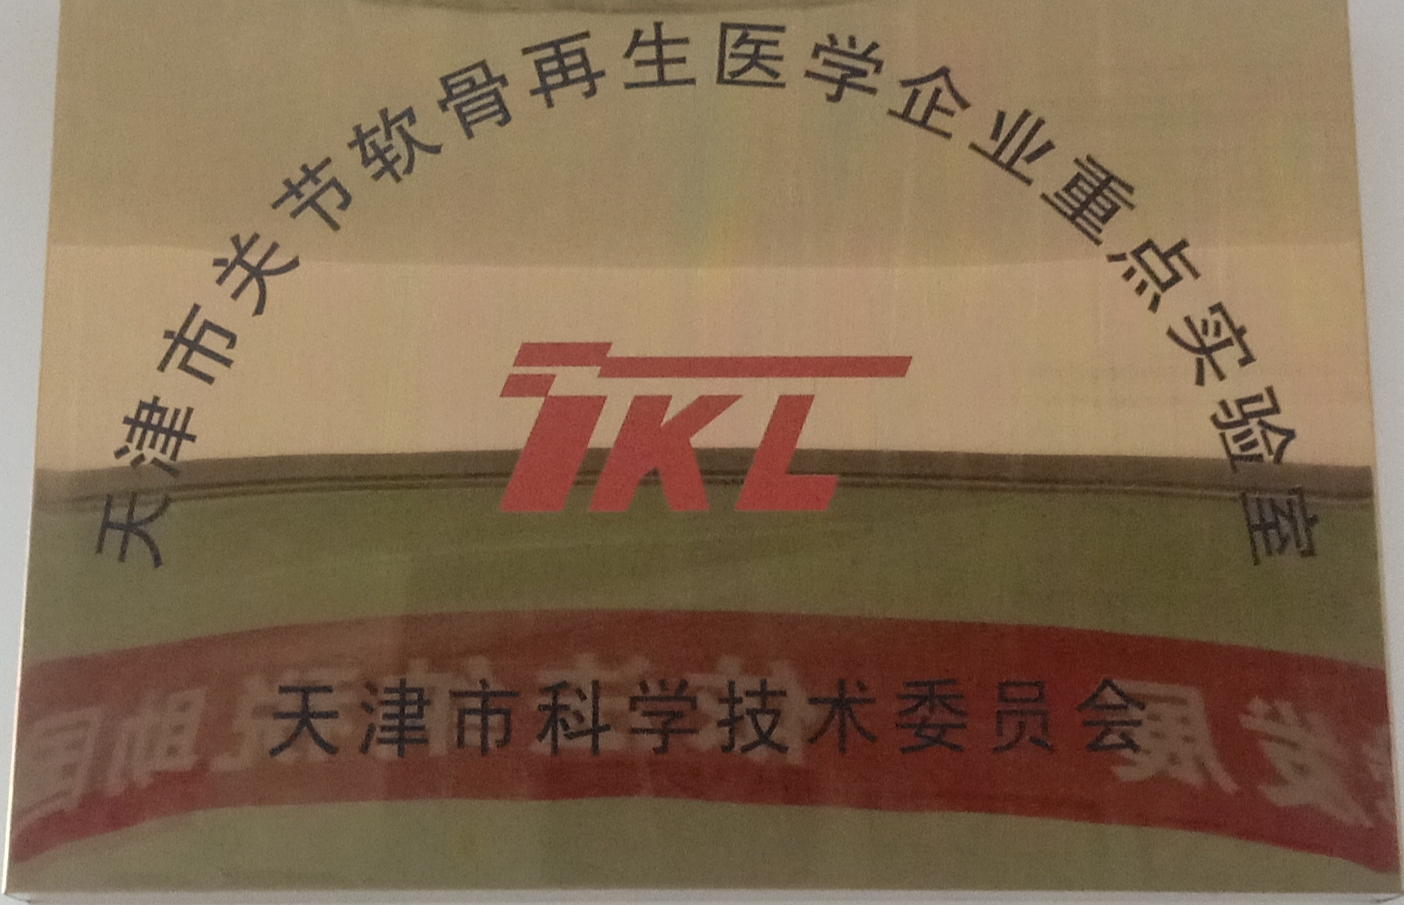 天津市关节软骨再生医学企业重点实验室
TKL
天津市科学技术委员会